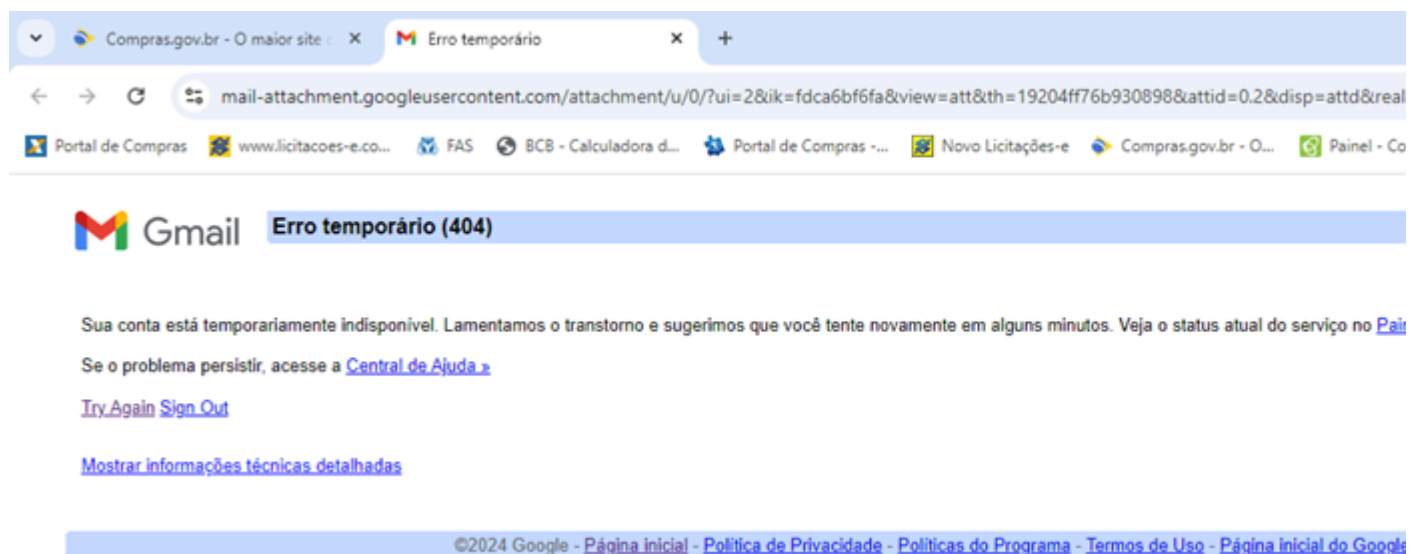 Compras.gov.br - O maior site
Erro temporário
mail-attachment.googleusercontent.com/attachment/u/0/?ui=2&ik=fdca6bf6fa&view=att&th=19204ff76b930898&attid=0.2&disp=attd&real
Portal de Compras www.licitacoes-e.co... FAS BCB - Calculadora d... Portal de Compras -... Novo Licitações-e Compras.gov.br - O... Painel - Co
Gmail Erro temporário (404)
Sua conta está temporariamente indisponível. Lamentamos o transtorno e sugerimos que você tente novamente em alguns minutos. Veja o status atual do serviço no Pain
Se o problema persistir, acesse a Central de Ajuda »
Try Again Sign Out
Mostrar informações técnicas detalhadas
©2024 Google - Página inicial - Política de Privacidade - Políticas do Programa - Termos de Uso - Página inicial do Google